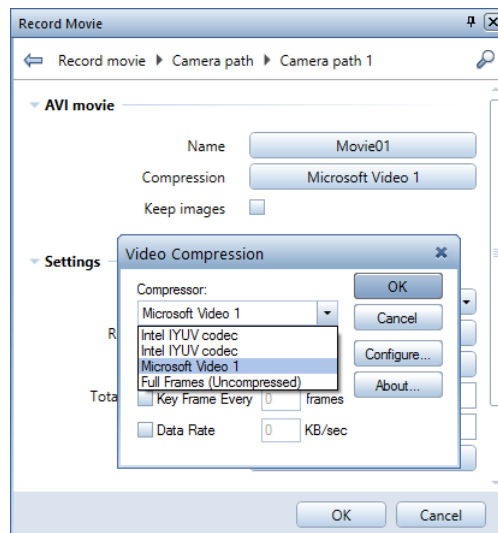 Record Movie
Record movie Camera path Camera path 1
AVI movie
Name Movie01
Compression Microsoft Video 1
Keep images
Settings
Video Compression
Compressor:
OK
Microsoft Video 1
Cancel
Intel IYUV codec
Intel IYUV codec
Configure...
Microsoft Video 1
Full Frames (Uncompressed)
About...
Key Frame Every 0 frames
Data Rate 0 KB/sec
R
Tota
OK Cancel